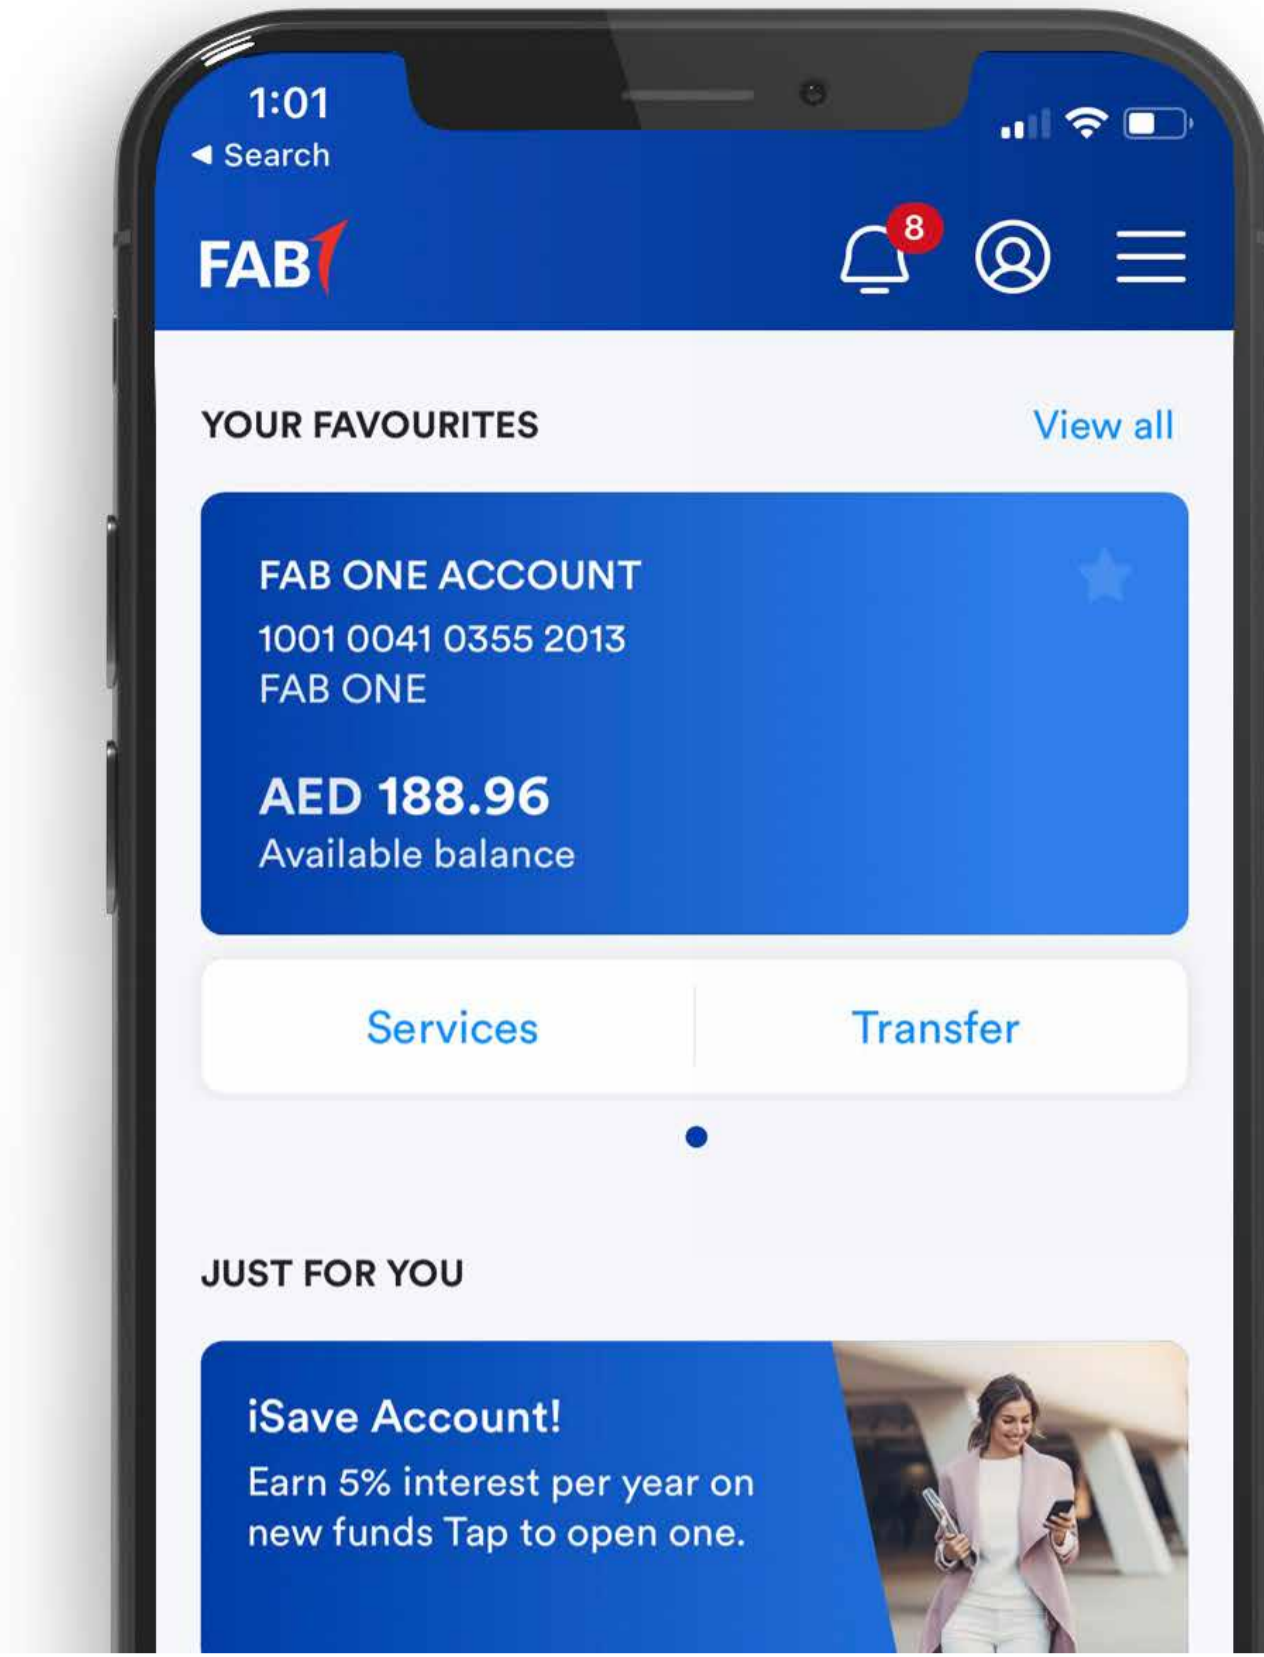 1:01
Search
FAB
8
YOUR FAVOURITES
View all
FAB ONE ACCOUNT
1001 0041 0355 2013
FAB ONE
AED 188.96
Available balance
Services
Transfer
JUST FOR YOU
iSave Account!
Earn 5% interest per year on
new funds Tap to open one.